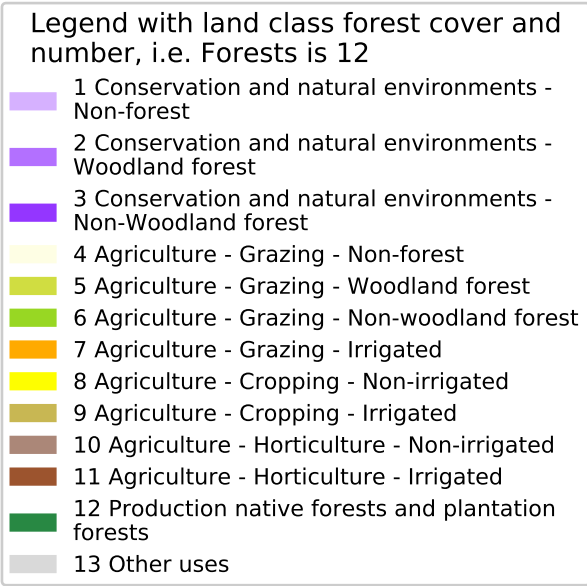 Legend with land class forest cover and
number, i.e. Forests is 12
1 Conservation and natural environments -
Non-forest
2 Conservation and natural environments -
Woodland forest
3 Conservation and natural environments -
Non-Woodland forest
4 Agriculture - Grazing - Non-forest
5 Agriculture - Grazing - Woodland forest
6 Agriculture - Grazing - Non-woodland forest
7 Agriculture - Grazing - Irrigated
8 Agriculture - Cropping - Non-irrigated
9 Agriculture - Cropping - Irrigated
10 Agriculture - Horticulture - Non-irrigated
11 Agriculture - Horticulture - Irrigated
12 Production native forests and plantation
forests
13 Other uses